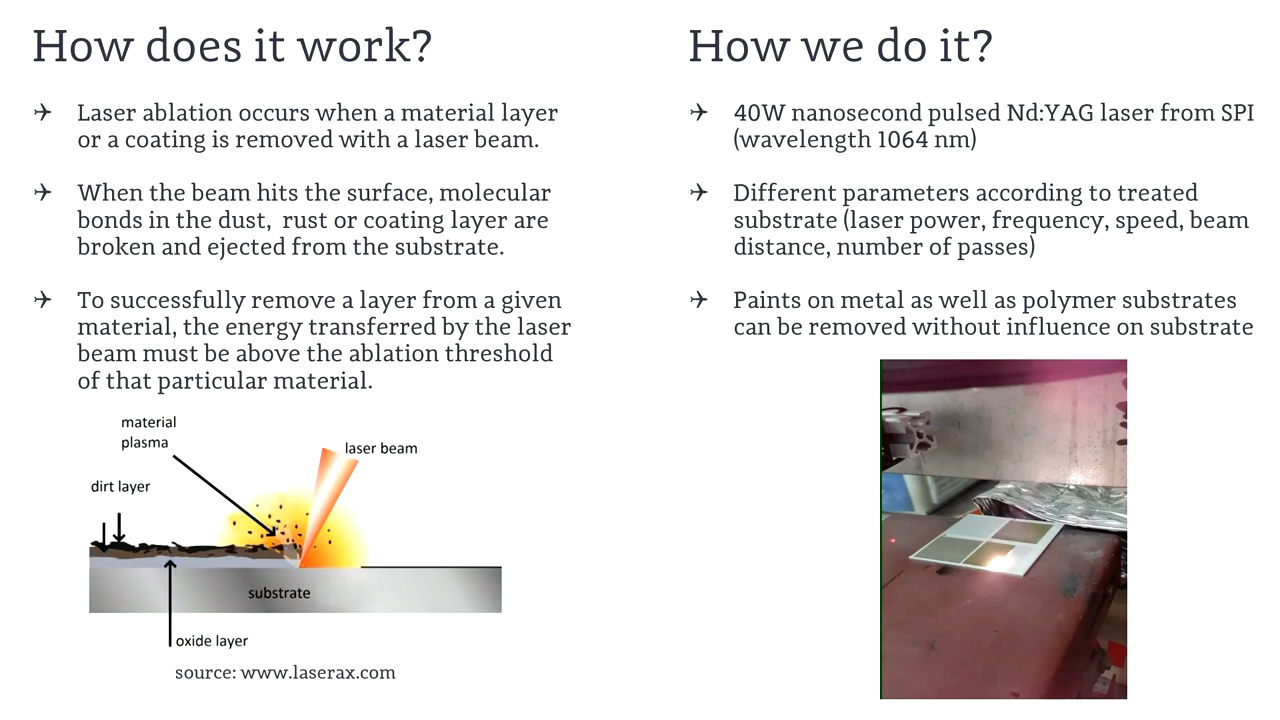 How does it work?
Laser ablation occurs when a material layer
or a coating is removed with a laser beam.
When the beam hits the surface, molecular
bonds in the dust,  rust or coating layer are
broken and ejected from the substrate.
To successfully remove a layer from a given
material, the energy transferred by the laser
beam must be above the ablation threshold
of that particular material.
material
plasma
laser beam
dirt layer
substrate
oxide layer
source: www.laserax.com
How we do it?
40W nanosecond pulsed Nd:YAG laser from SPI
(wavelength 1064 nm)
Different parameters according to treated
substrate (laser power, frequency, speed, beam
distance, number of passes)
Paints on metal as well as polymer substrates
can be removed without influence on substrate